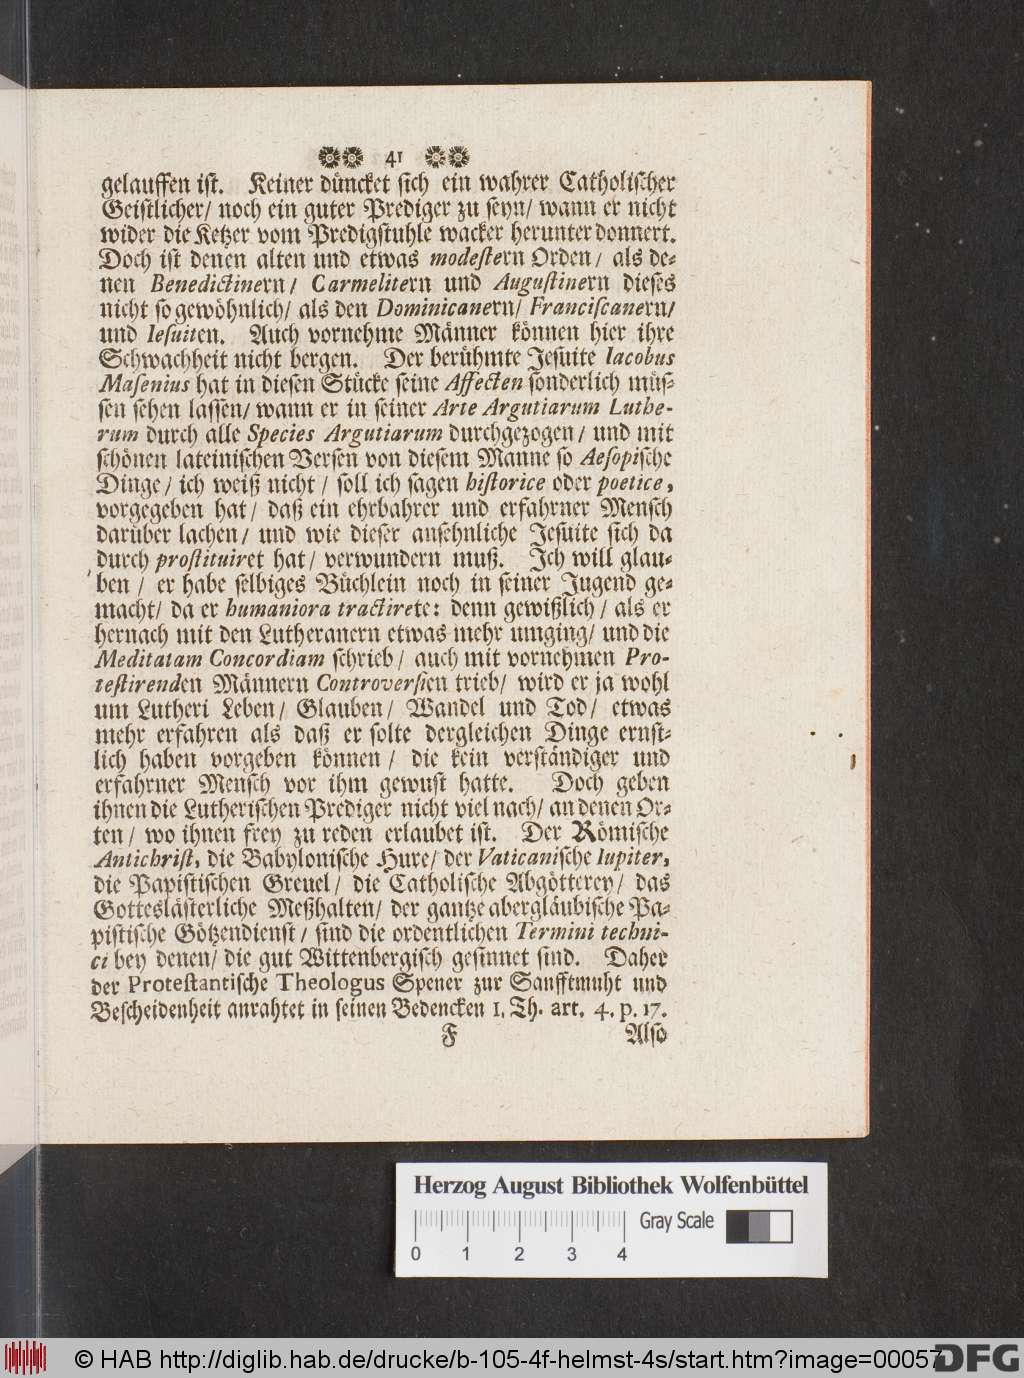 41
gelauffen ist. Keiner düncket sich ein wahrer Catholischer
Geistlicher/ noch ein guter Prediger zu seyn/ wann er nicht
wider die Ketzer vom Predigstuhle wacker herunter donnert.
Doch ist denen alten und etwas modestern Orden/ als de-
nen Benedictinern/ Carmelitern und Augustinern dieses
nicht so gewöhnlich/ als den Dominicanern/ Franciscanern/
und Iesuiten. Auch vornehme Männer können hier ihre
Schwachheit nicht bergen. Der berühmte Jesuite Iacobus
Masenius hat in diesen Stücke seine Affecten sonderlich müs-
sen sehen lassen/ wann er in seiner Arte Argutiarum Luthe-
rum durch alle Species Argutiarum durchgezogen/ und mit
schönen lateinischen Versen von diesem Manne so Aesopische
Dinge/ ich weiß nicht/ soll ich sagen historice oder poetice,
vorgegeben hat/ daß ein ehrbahrer und erfahrner Mensch
darüber lachen/ und wie dieser ansehnliche Jesuite sich da
durch prostituiret hat/ verwundern muß. Ich will glau-
ben/ er habe selbiges Büchlein noch in seiner Jugend ge-
macht/ da er humaniora tractirete: denn gewißlich/ als er
hernach mit den Lutheranern etwas mehr umging/ und die
Meditatam Concordiam schrieb/ auch mit vornehmen Pro-
testirenden Männern Controversien trieb/ wird er ja wohl
um Lutheri Leben/ Glauben/ Wandel und Tod/ etwas
mehr erfahren als daß er solte dergleichen Dinge ernst-
lich haben vorgeben können/ die kein verständiger und
erfahrner Mensch vor ihm gewust hatte. Doch geben
ihnen die Lutherischen Prediger nicht viel nach/ an denen Or-
ten/ wo ihnen frey zu reden erlaubet ist. Der Römische
Antichrist, die Babylonische Hure/ der Vaticanische Iupiter,
die Papistischen Greuel/ die Catholische Abgötterey/ das
Gotteslästerliche Meßhalten/ der gantze abergläubische Pa-
pistische Götzendienst/ sind die ordentlichen Termini techni-
ci bey denen/ die gut Wittenbergisch gesinnet sind. Daher
der Protestantische Theologus Spener zur Sanfftmuht und
Bescheidenheit anrahtet in seinen Bedencken 1. Th. art. 4. p. 17.
F Also
Herzog August Bibliothek Wolfenbüttel
Gray Scale
0 1 2 3 4
© HAB http://diglib.hab.de/drucke/b-105-4f-helmst-4s/start.htm?image=00057
DFG